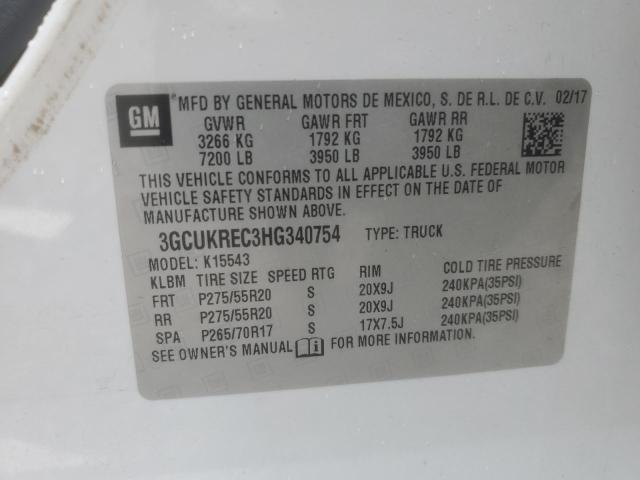 GM MFD BY GENERAL MOTORS DE MEXICO, S. DE R.L. DE C.V. 02/17
GVWR GAWR FRT GAWR RR
3266 KG 1792 KG 1792 KG
7200 LB 3950 LB 3950 LB
THIS VEHICLE CONFORMS TO ALL APPLICABLE U.S. FEDERAL MOTOR
VEHICLE SAFETY STANDARDS IN EFFECT ON THE DATE OF
MANUFACTURE SHOWN ABOVE.
3GCUKREC3HG340754 TYPE: TRUCK
MODEL: K15543
KLBM TIRE SIZE SPEED RTG RIM COLD TIRE PRESSURE
FRT P275/55R20 S 20X9J 240KPA(35PSI)
RR P275/55R20 S 20X9J 240KPA(35PSI)
SPA P265/70R17 S 17X7.5J 240KPA(35PSI)
SEE OWNER'S MANUAL FOR MORE INFORMATION.